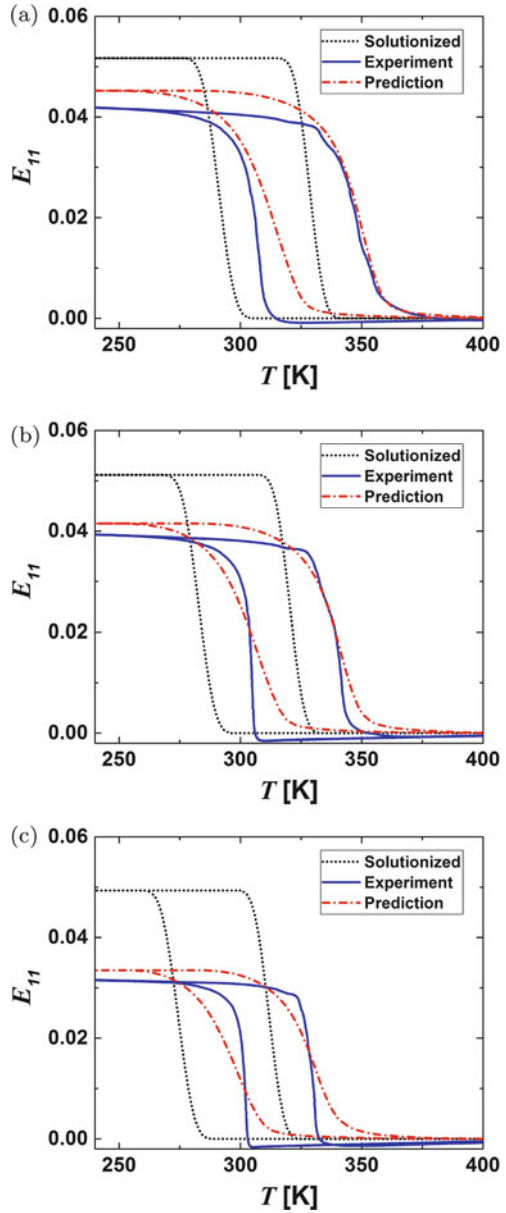 (a)
0.06
Solutionized
Experiment
Prediction
0.04
E11
0.02
0.00
250 300 350 400
T [K]
(b)
0.06
Solutionized
Experiment
Prediction
0.04
E11
0.02
0.00
250 300 350 400
T [K]
(c)
0.06
Solutionized
Experiment
Prediction
0.04
E11
0.02
0.00
250 300 350 400
T [K]